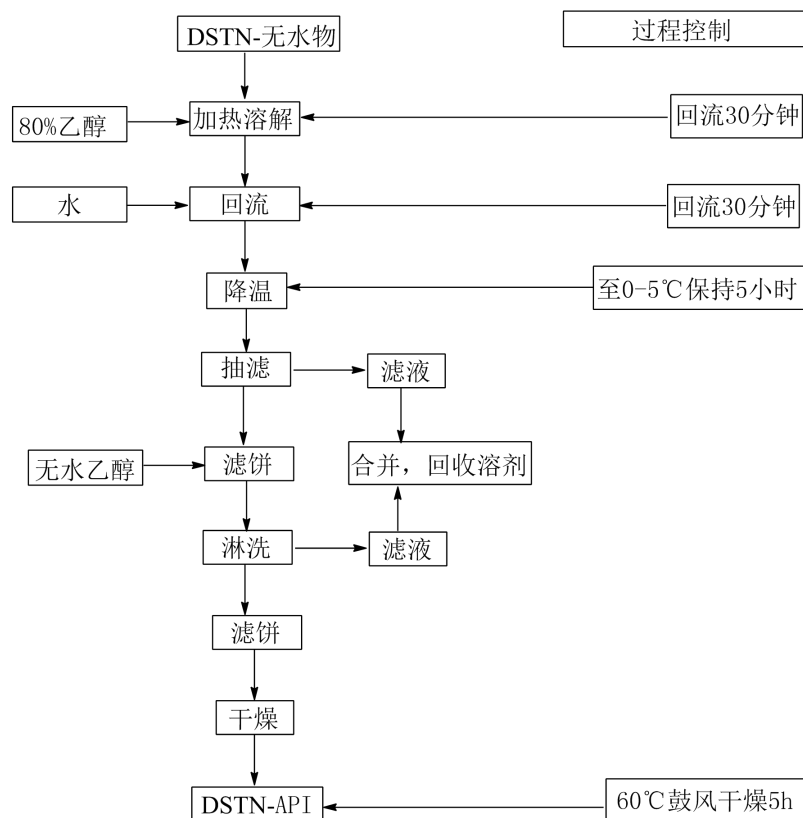 DSTN-无水物
过程控制
80%乙醇
加热溶解
回流30分钟
水
回流
回流30分钟
降温
至0-5℃保持5小时
抽滤
滤液
无水乙醇
滤饼
合并，回收溶剂
淋洗
滤液
滤饼
干燥
DSTN-API
60℃鼓风干燥5h